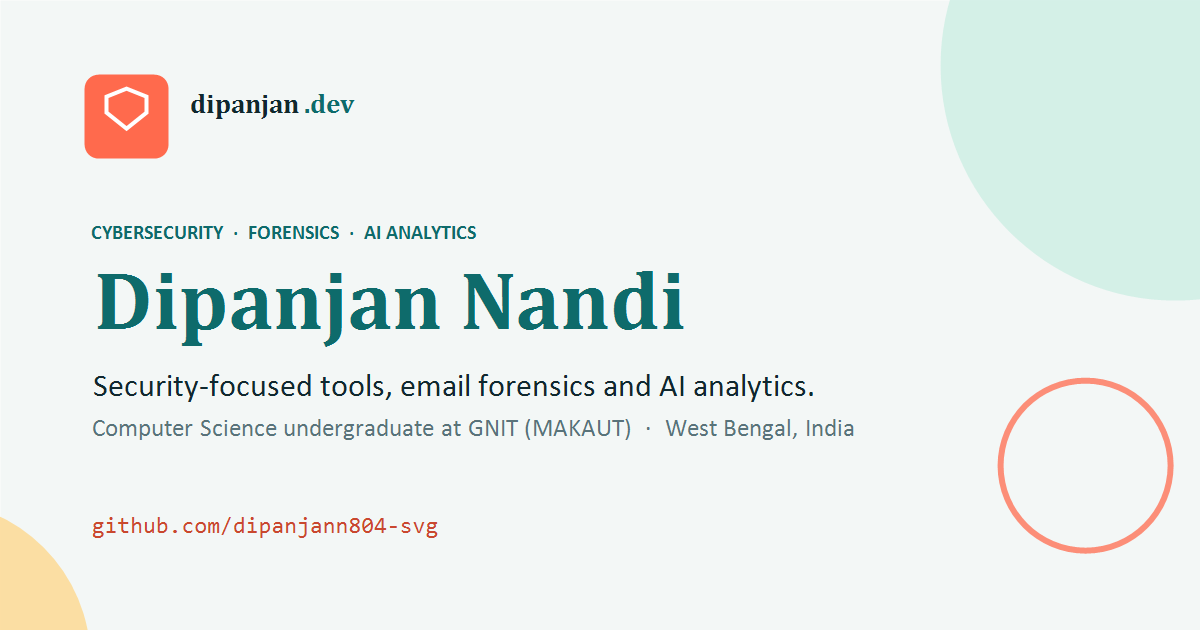 dipanjan.dev
CYBERSECURITY · FORENSICS · AI ANALYTICS
Dipanjan Nandi
Security-focused tools, email forensics and AI analytics.
Computer Science undergraduate at GNIT (MAKAUT) · West Bengal, India
github.com/dipanjann804-svg